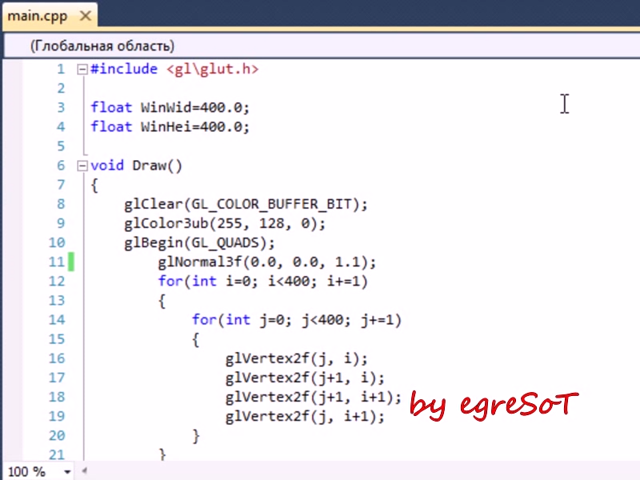 main.cpp
(Глобальная область)
1 #include <gl\glut.h>
2
3 float WinWid=400.0;
4 float WinHei=400.0;
5
6 void Draw()
7 {
8 glClear(GL_COLOR_BUFFER_BIT);
9 glColor3ub(255, 128, 0);
10 glBegin(GL_QUADS);
11 glNormal3f(0.0, 0.0, 1.1);
12 for(int i=0; i<400; i+=1)
13 {
14 for(int j=0; j<400; j+=1)
15 {
16 glVertex2f(j, i);
17 glVertex2f(j+1, i);
18 glVertex2f(j+1, i+1);
19 glVertex2f(j, i+1);
by egreSoT
20 }
21 }
100 %